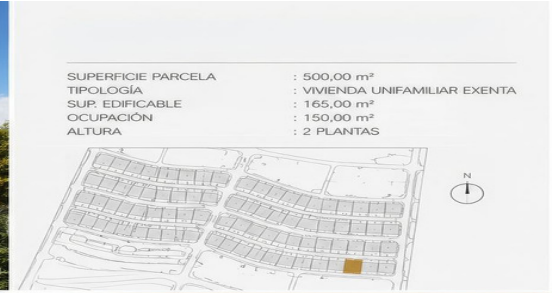 SUPERFICIE PARCELA : 500,00 m²
TIPOLOGÍA : VIVIENDA UNIFAMILIAR EXENTA
SUP. EDIFICABLE : 165,00 m²
OCUPACIÓN : 150,00 m²
ALTURA : 2 PLANTAS
N